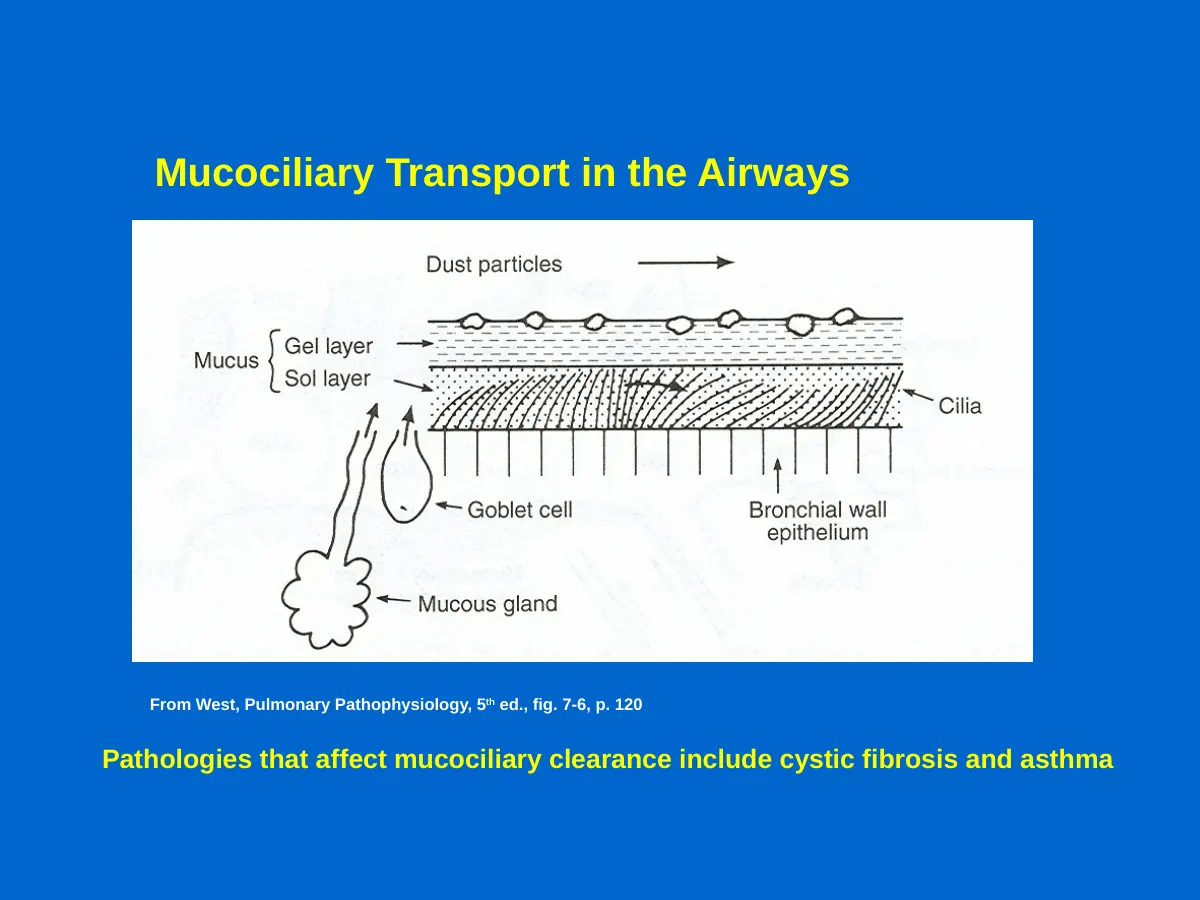 Mucociliary Transport in the Airways
Dust particles
Mucus
Gel layer
Sol layer
Cilia
Goblet cell
Bronchial wall
epithelium
Mucous gland
From West, Pulmonary Pathophysiology, 5th ed., fig. 7-6, p. 120
Pathologies that affect mucociliary clearance include cystic fibrosis and asthma